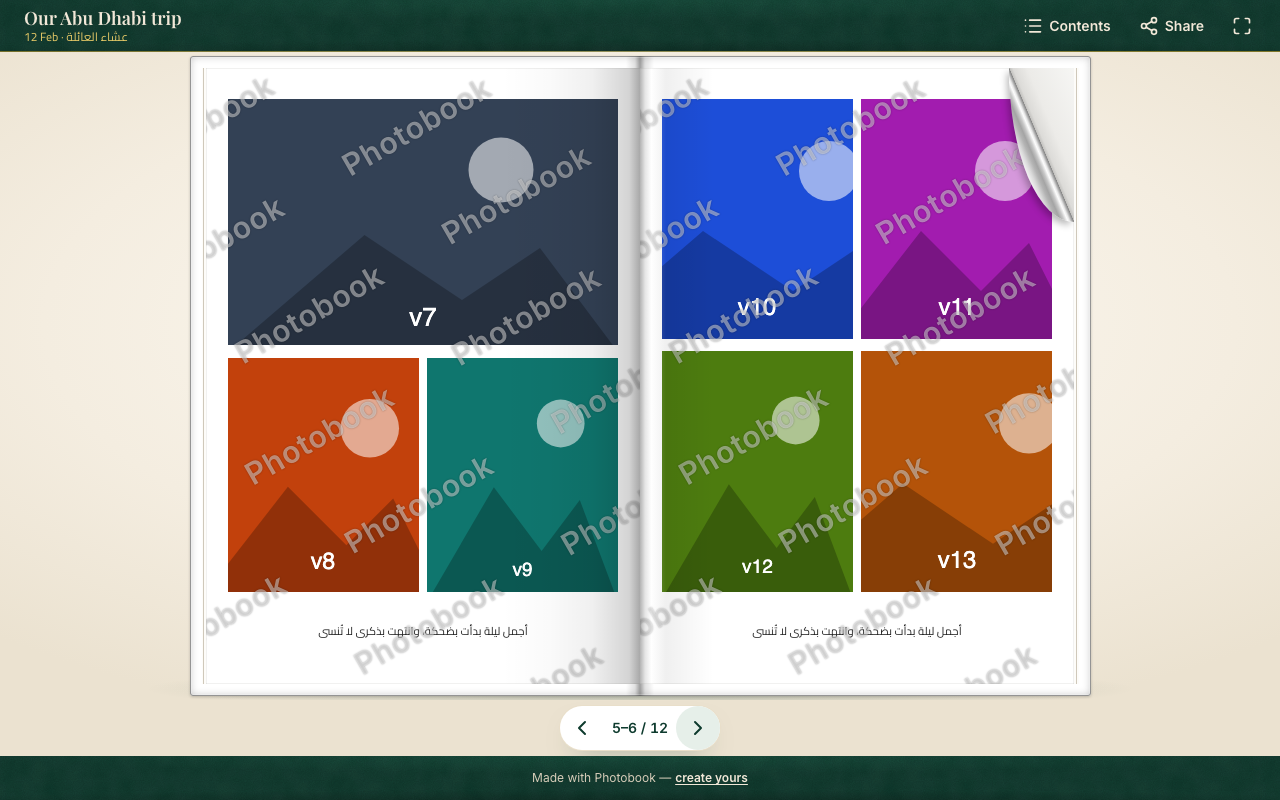 Our Abu Dhabi trip
12 Feb · عشاء العائلة
Contents
Share
Photobook
v7
v8
v9
أجمل ليلة بدأت بضحكة، وانتهت بذكرى لا تُنسى
v10
v11
v12
v13
أجمل ليلة بدأت بضحكة، وانتهت بذكرى لا تُنسى
5–6 / 12
Made with Photobook — create yours